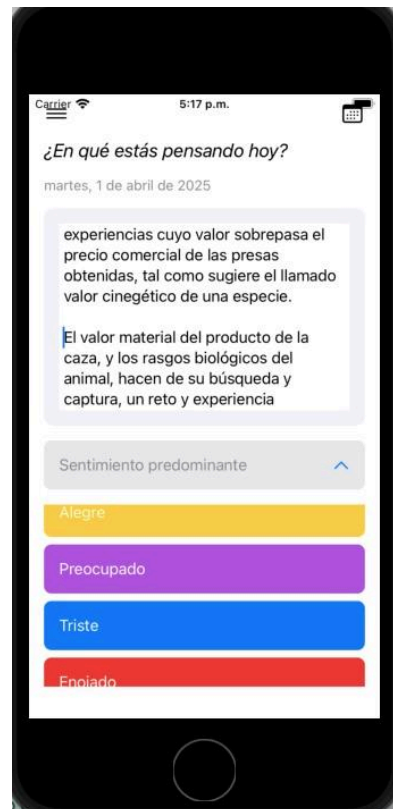 Carrier
5:17 p.m.
¿En qué estás pensando hoy?
martes, 1 de abril de 2025
experiencias cuyo valor sobrepasa el
precio comercial de las presas
obtenidas, tal como sugiere el llamado
valor cinegético de una especie.
El valor material del producto de la
caza, y los rasgos biológicos del
animal, hacen de su búsqueda y
captura, un reto y experiencia
Sentimiento predominante
Alegre
Preocupado
Triste
Enojado